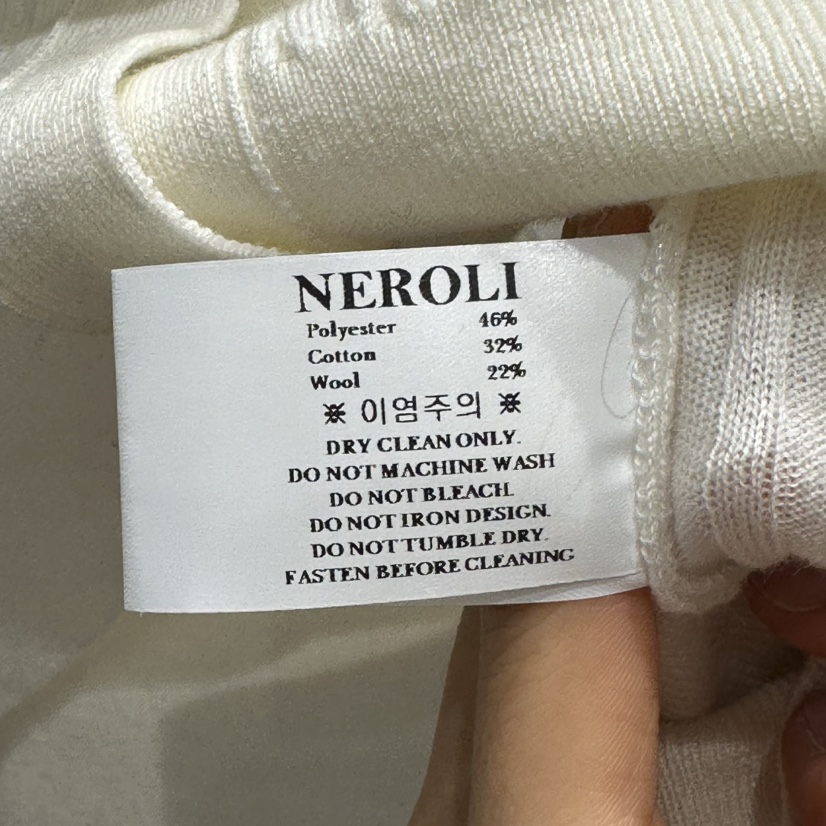 NEROLI
Polyester 46%
Cotton 32%
Wool 22%
※ 이염주의 ※
DRY CLEAN ONLY.
DO NOT MACHINE WASH
DO NOT BLEACH.
DO NOT IRON DESIGN.
DO NOT TUMBLE DRY.
FASTEN BEFORE CLEANING